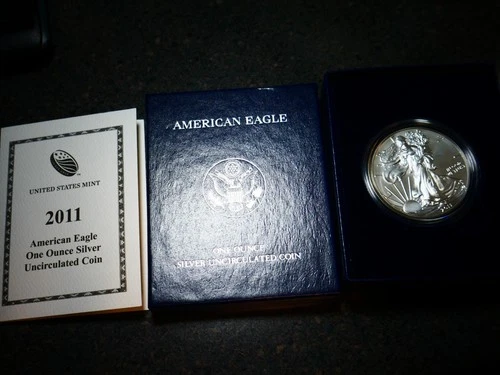 UNITED STATES MINT
2011
American Eagle
One Ounce Silver
Uncirculated Coin
AMERICAN EAGLE
ONE OUNCE
SILVER UNCIRCULATED COIN